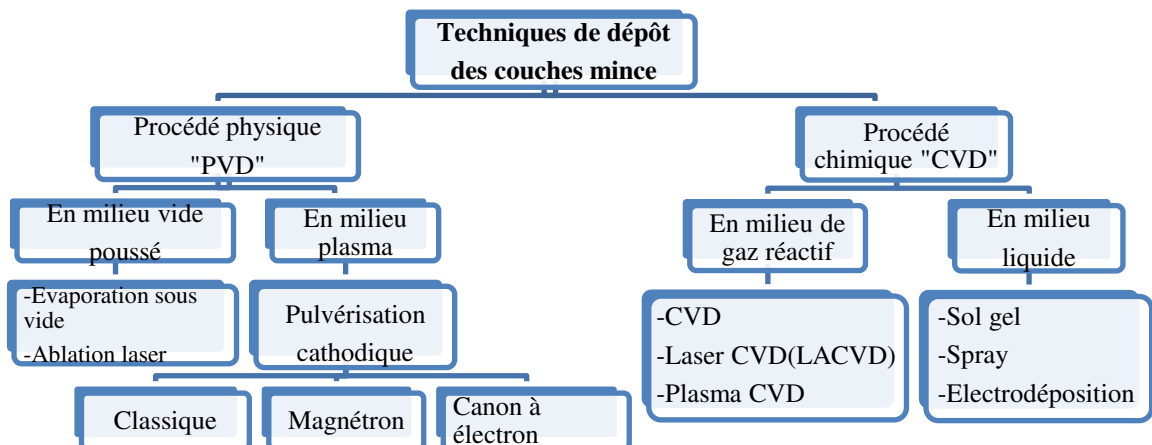 Techniques de dépôt
des couches mince
Procédé physique
"PVD"
Procédé
chimique "CVD"
En milieu vide
poussé
En milieu
plasma
En milieu de
gaz réactif
En milieu
liquide
-Evaporation sous
vide
-Ablation laser
Pulvérisation
cathodique
-CVD
-Laser CVD(LACVD)
-Plasma CVD
-Sol gel
-Spray
-Electrodéposition
Classique
Magnétron
Canon à
électron